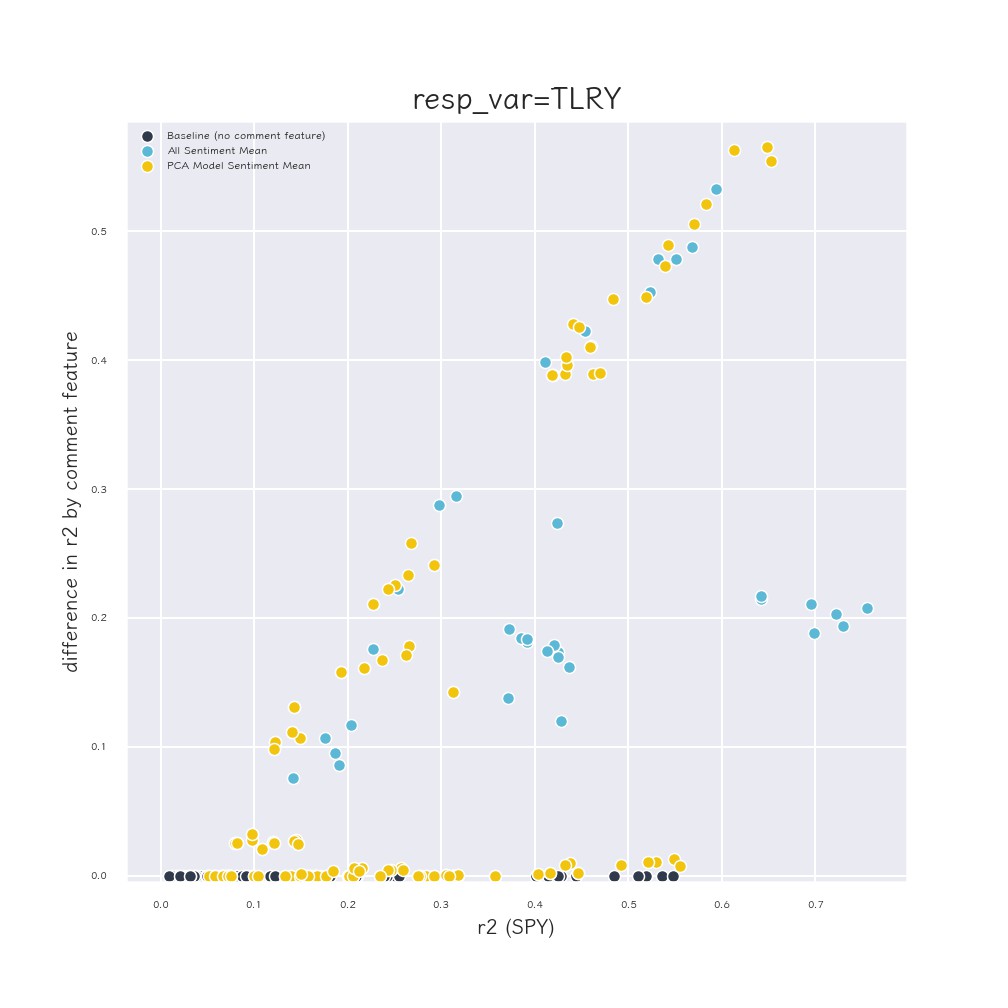 resp_var=TLRY
Baseline (no comment feature)
All Sentiment Mean
PCA Model Sentiment Mean
difference in r2 by comment feature
0.5
0.4
0.3
0.2
0.1
0.0
0.0 0.1 0.2 0.3 0.4 0.5 0.6 0.7
r2 (SPY)